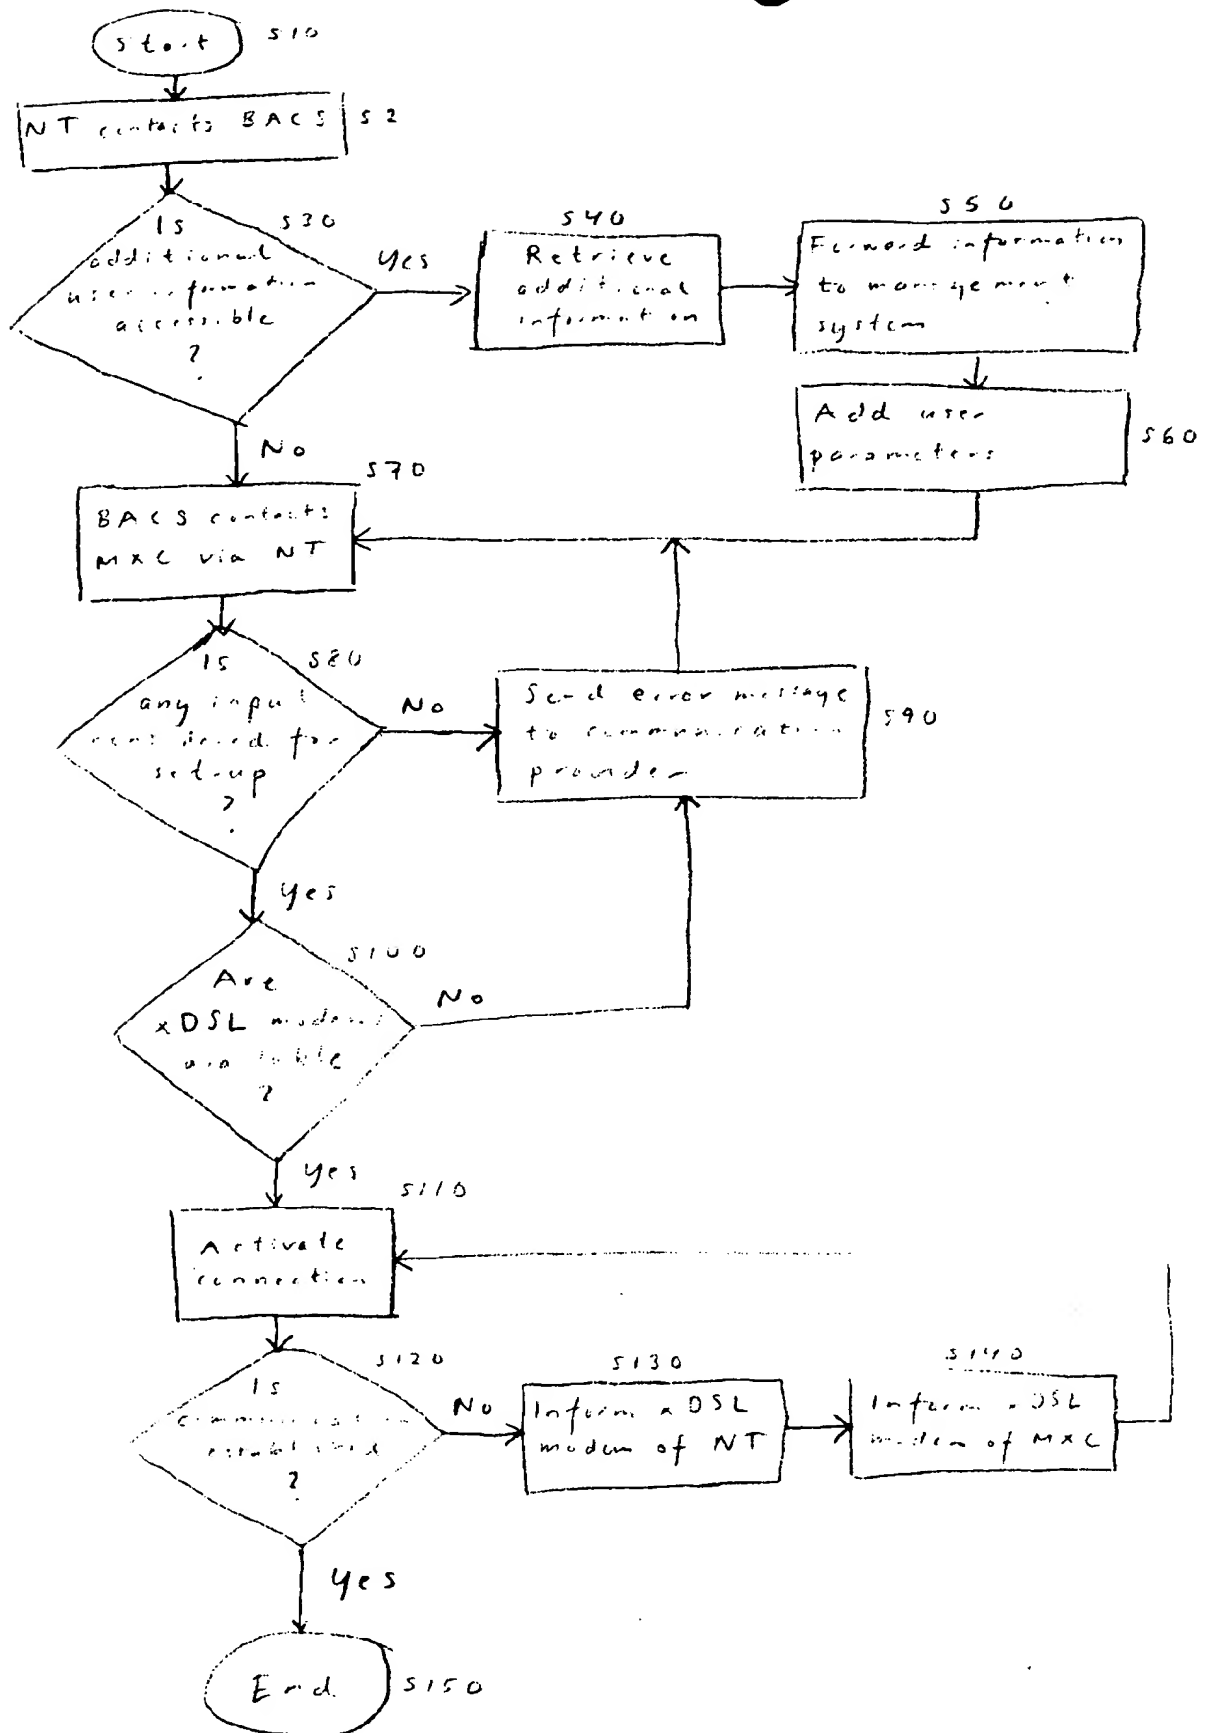 Start S10
NT contacts BACS S2
S30
Is
additional
user information
accessible
?
Yes
No
S40
Retrieve
additional
information
S50
Forward information
to management
system
Add user
parameters
S60
S70
BACS contacts
MXC via NT
S80
Is
any input
for
set-up
?
No
Yes
Send error message
to communication
provider
S90
S100
Are
xDSL modems
available
?
No
Yes
S110
Activate
connection
S120
Is
communication
established
?
No
Yes
S130
Inform xDSL
modem of NT
S140
Inform xDSL
modem of MXC
End S150